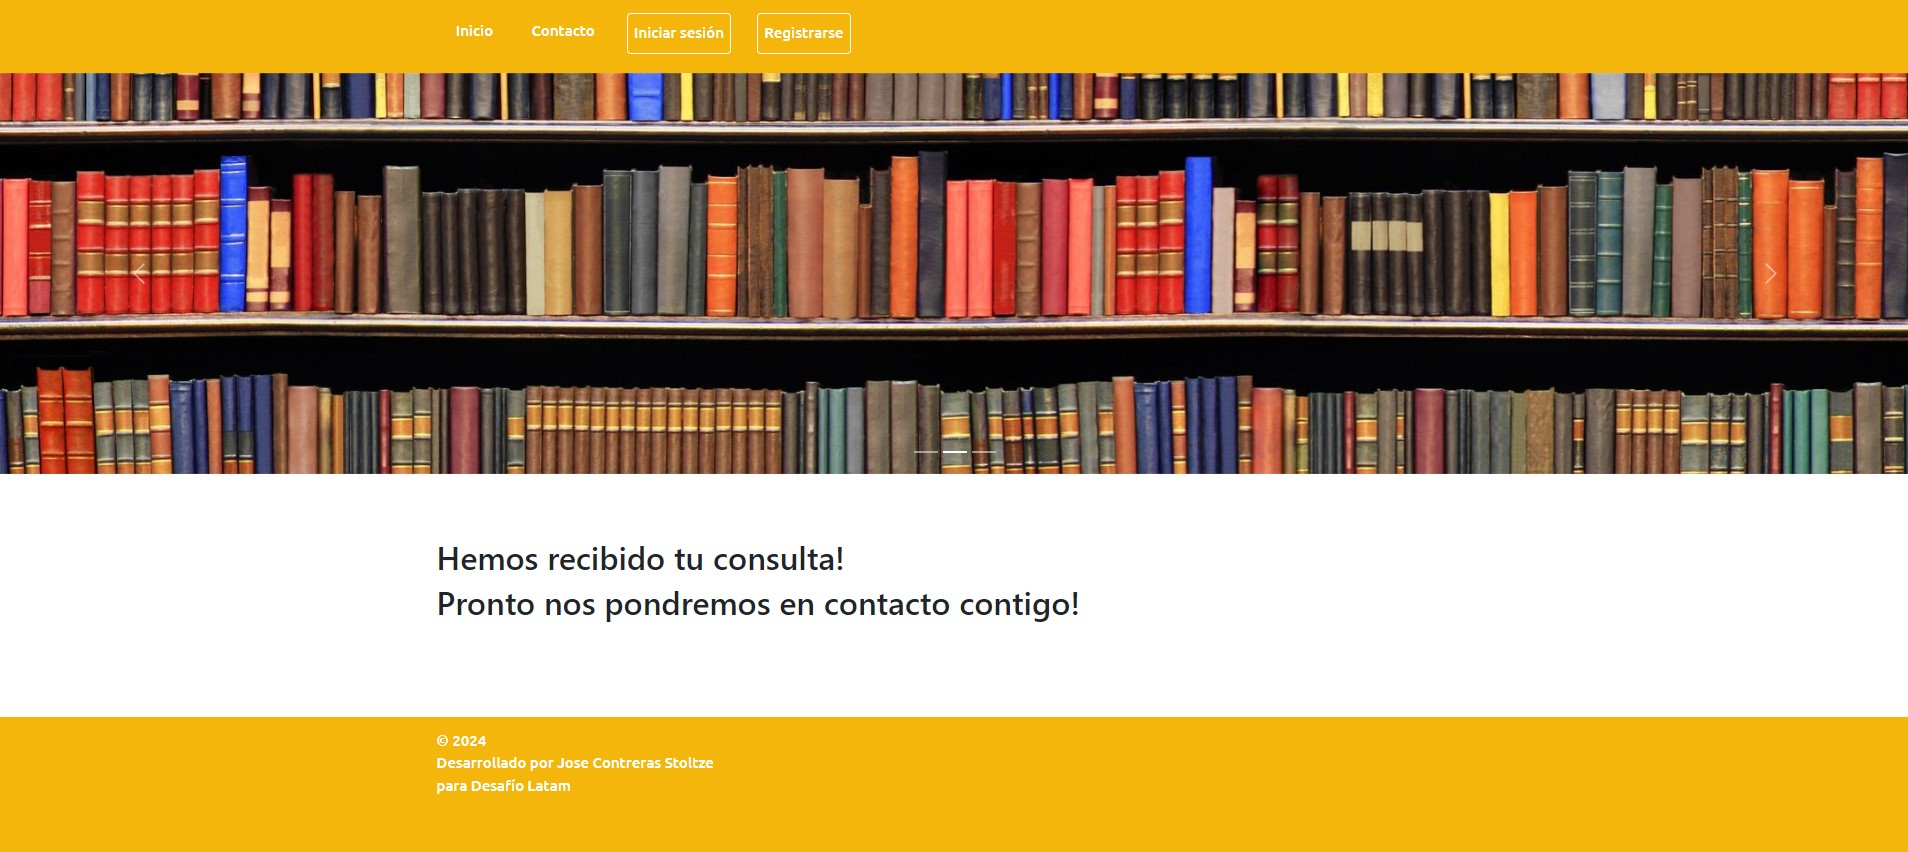 Inicio
Contacto
Iniciar sesión
Registrarse
Hemos recibido tu consulta!
Pronto nos pondremos en contacto contigo!
© 2024
Desarrollado por Jose Contreras Stoltze
para Desafío Latam